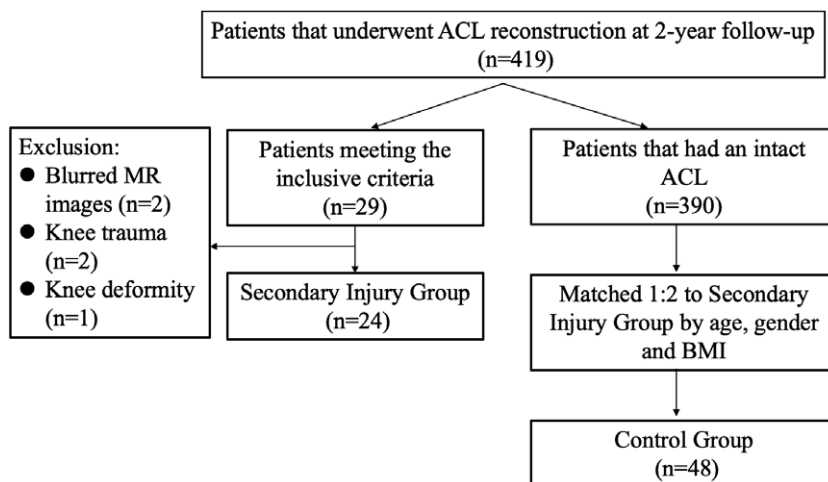 Patients that underwent ACL reconstruction at 2-year follow-up
(n=419)
Exclusion:
● Blurred MR
images (n=2)
● Knee trauma
(n=2)
● Knee deformity
(n=1)
Patients meeting the
inclusive criteria
(n=29)
Secondary Injury Group
(n=24)
Patients that had an intact
ACL
(n=390)
Matched 1:2 to Secondary
Injury Group by age, gender
and BMI
Control Group
(n=48)